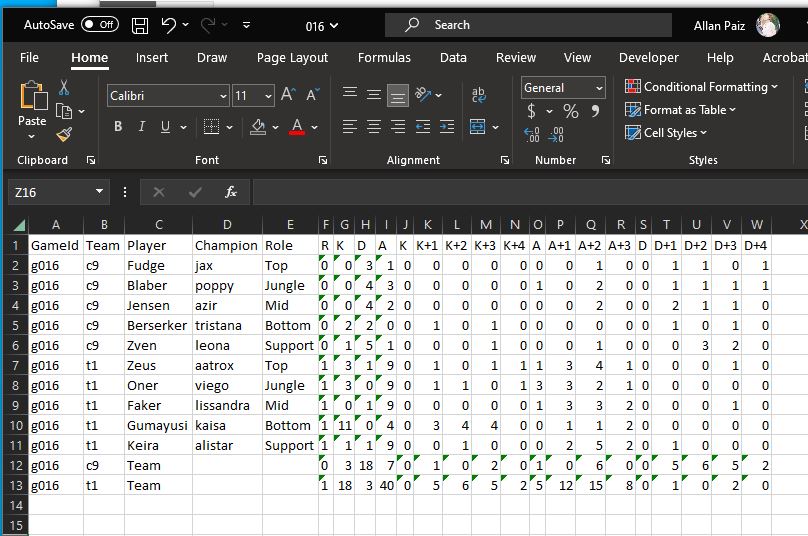 AutoSave Off 016 Search Allan Paiz
File Home Insert Draw Page Layout Formulas Data Review View Developer Help Acrobat
Paste Calibri 11 A A ab c General Conditional Formatting
B I U A $ % , Format as Table
Cell Styles
Clipboard Font Alignment Number Styles
Z16 fx
A B C D E F G H I J K L M N O P Q R S T U V W X
1 GameId Team Player Champion Role R K D A K K+1 K+2 K+3 K+4 A A+1 A+2 A+3 D D+1 D+2 D+3 D+4
2 g016 c9 Fudge jax Top 0 0 3 1 0 0 0 0 0 0 0 1 0 0 1 1 0 1
3 g016 c9 Blaber poppy Jungle 0 0 4 3 0 0 0 0 0 1 0 2 0 0 1 1 1 1
4 g016 c9 Jensen azir Mid 0 0 4 2 0 0 0 0 0 0 0 2 0 0 2 1 1 0
5 g016 c9 Berserker tristana Bottom 0 2 2 0 0 1 0 1 0 0 0 0 0 0 1 0 1 0
6 g016 c9 Zven leona Support 0 1 5 1 0 0 0 1 0 0 0 1 0 0 0 3 2 0
7 g016 t1 Zeus aatrox Top 1 3 1 9 0 1 0 1 1 1 3 4 1 0 0 0 1 0
8 g016 t1 Oner viego Jungle 1 3 0 9 0 1 1 0 1 3 3 2 1 0 0 0 0 0
9 g016 t1 Faker lissandra Mid 1 0 1 9 0 0 0 0 0 1 3 3 2 0 0 0 1 0
10 g016 t1 Gumayusi kaisa Bottom 1 11 0 4 0 3 4 4 0 0 1 1 2 0 0 0 0 0
11 g016 t1 Keira alistar Support 1 1 1 9 0 0 1 0 0 0 2 5 2 0 1 0 0 0
12 g016 c9 Team 0 3 18 7 0 1 0 2 0 1 0 6 0 0 5 6 5 2
13 g016 t1 Team 1 18 3 40 0 5 6 5 2 5 12 15 8 0 1 0 2 0
14
15